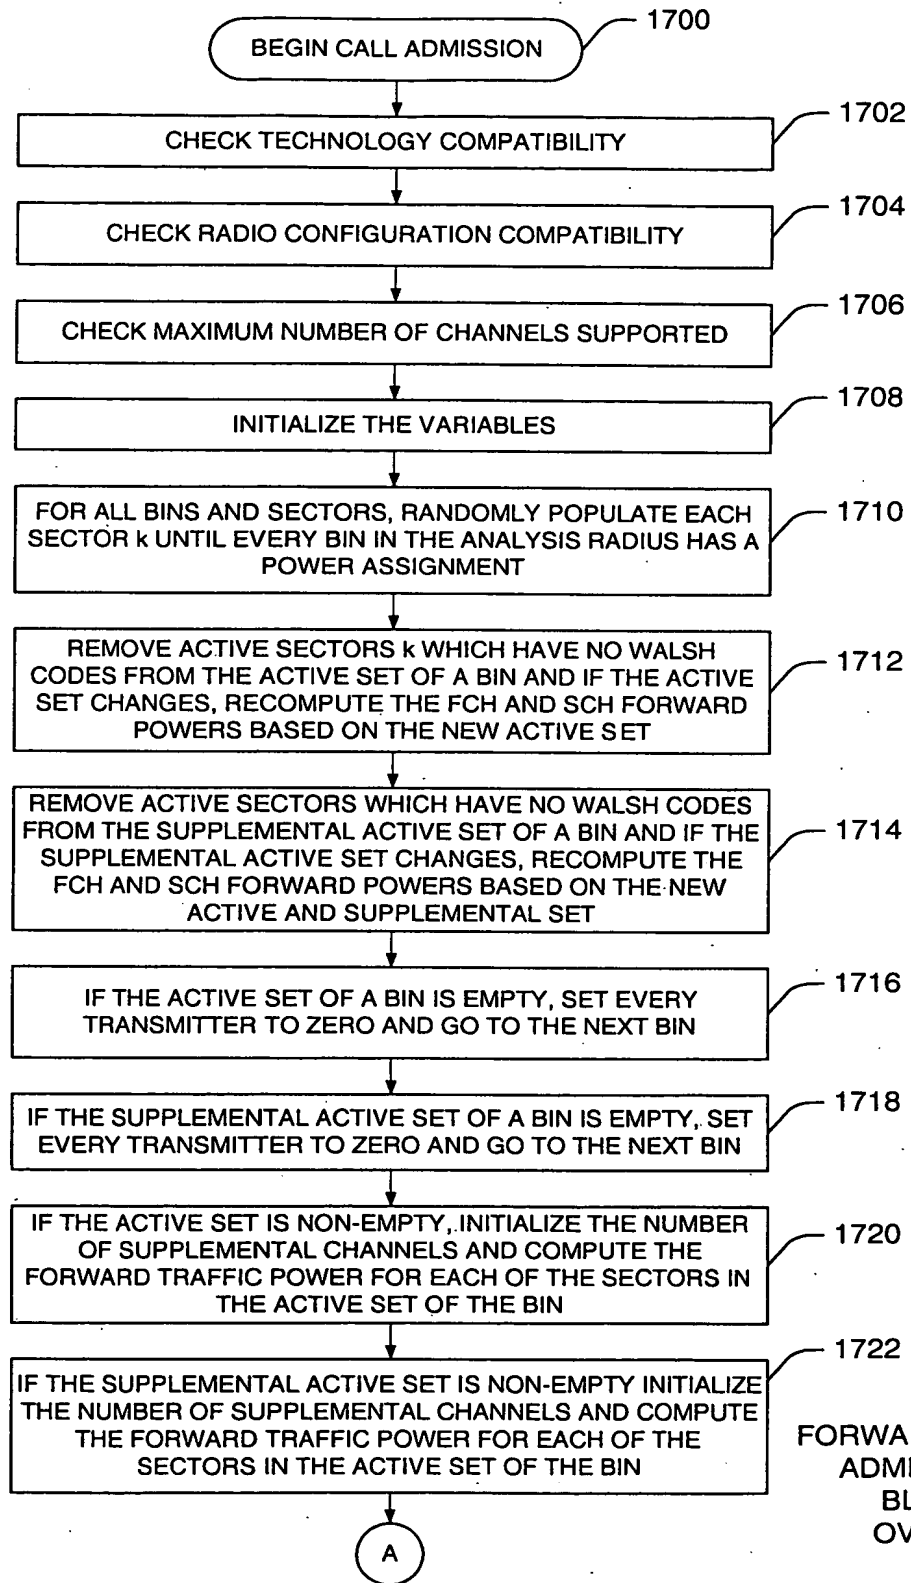 1700
BEGIN CALL ADMISSION
1702
CHECK TECHNOLOGY COMPATIBILITY
1704
CHECK RADIO CONFIGURATION COMPATIBILITY
1706
CHECK MAXIMUM NUMBER OF CHANNELS SUPPORTED
1708
INITIALIZE THE VARIABLES
1710
FOR ALL BINS AND SECTORS, RANDOMLY POPULATE EACH
SECTOR k UNTIL EVERY BIN IN THE ANALYSIS RADIUS HAS A
POWER ASSIGNMENT
1712
REMOVE ACTIVE SECTORS k WHICH HAVE NO WALSH
CODES FROM THE ACTIVE SET OF A BIN AND IF THE ACTIVE
SET CHANGES, RECOMPUTE THE FCH AND SCH FORWARD
POWERS BASED ON THE NEW ACTIVE SET
1714
REMOVE ACTIVE SECTORS WHICH HAVE NO WALSH CODES
FROM THE SUPPLEMENTAL ACTIVE SET OF A BIN AND IF THE
SUPPLEMENTAL ACTIVE SET CHANGES, RECOMPUTE THE
FCH AND SCH FORWARD POWERS BASED ON THE NEW
ACTIVE AND SUPPLEMENTAL SET
1716
IF THE ACTIVE SET OF A BIN IS EMPTY, SET EVERY
TRANSMITTER TO ZERO AND GO TO THE NEXT BIN
1718
IF THE SUPPLEMENTAL ACTIVE SET OF A BIN IS EMPTY, SET
EVERY TRANSMITTER TO ZERO AND GO TO THE NEXT BIN
1720
IF THE ACTIVE SET IS NON-EMPTY, INITIALIZE THE NUMBER
OF SUPPLEMENTAL CHANNELS AND COMPUTE THE
FORWARD TRAFFIC POWER FOR EACH OF THE SECTORS IN
THE ACTIVE SET OF THE BIN
1722
IF THE SUPPLEMENTAL ACTIVE SET IS NON-EMPTY INITIALIZE
THE NUMBER OF SUPPLEMENTAL CHANNELS AND COMPUTE
THE FORWARD TRAFFIC POWER FOR EACH OF THE
SECTORS IN THE ACTIVE SET OF THE BIN
A